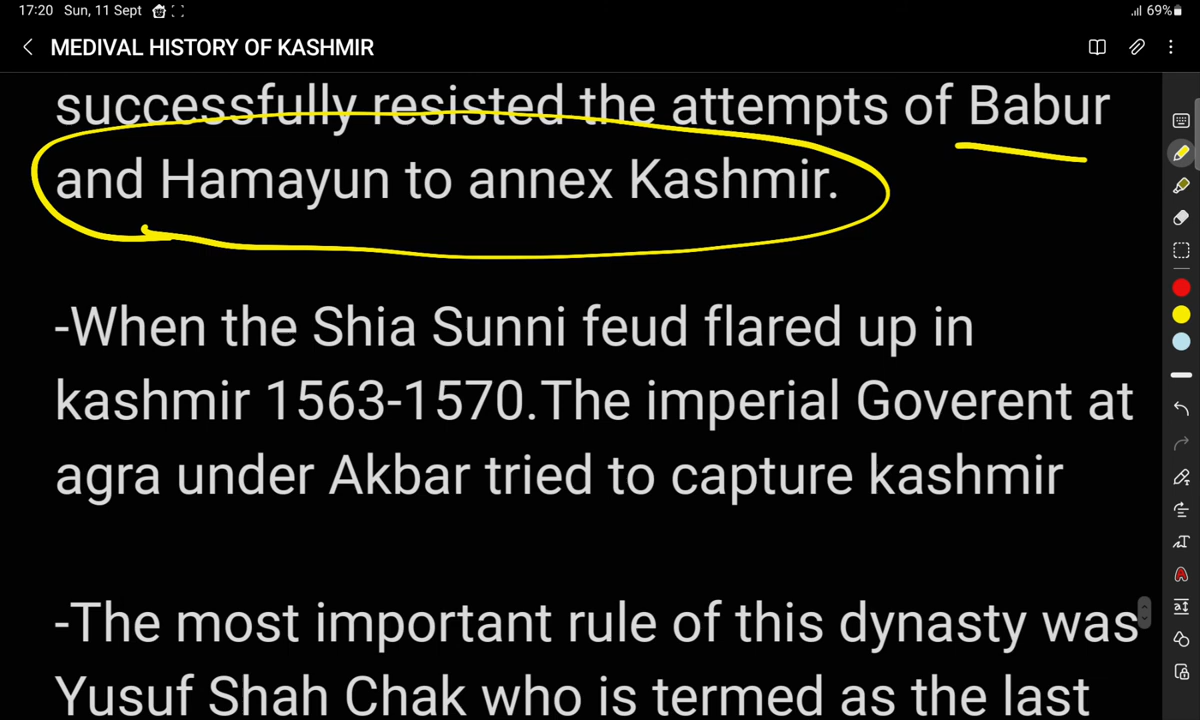 17:20 Sun, 11 Sept 69%
MEDIVAL HISTORY OF KASHMIR
successfully resisted the attempts of Babur
and Hamayun to annex Kashmir.
-When the Shia Sunni feud flared up in
kashmir 1563-1570.The imperial Goverent at
agra under Akbar tried to capture kashmir
-The most important rule of this dynasty was
Yusuf Shah Chak who is termed as the last